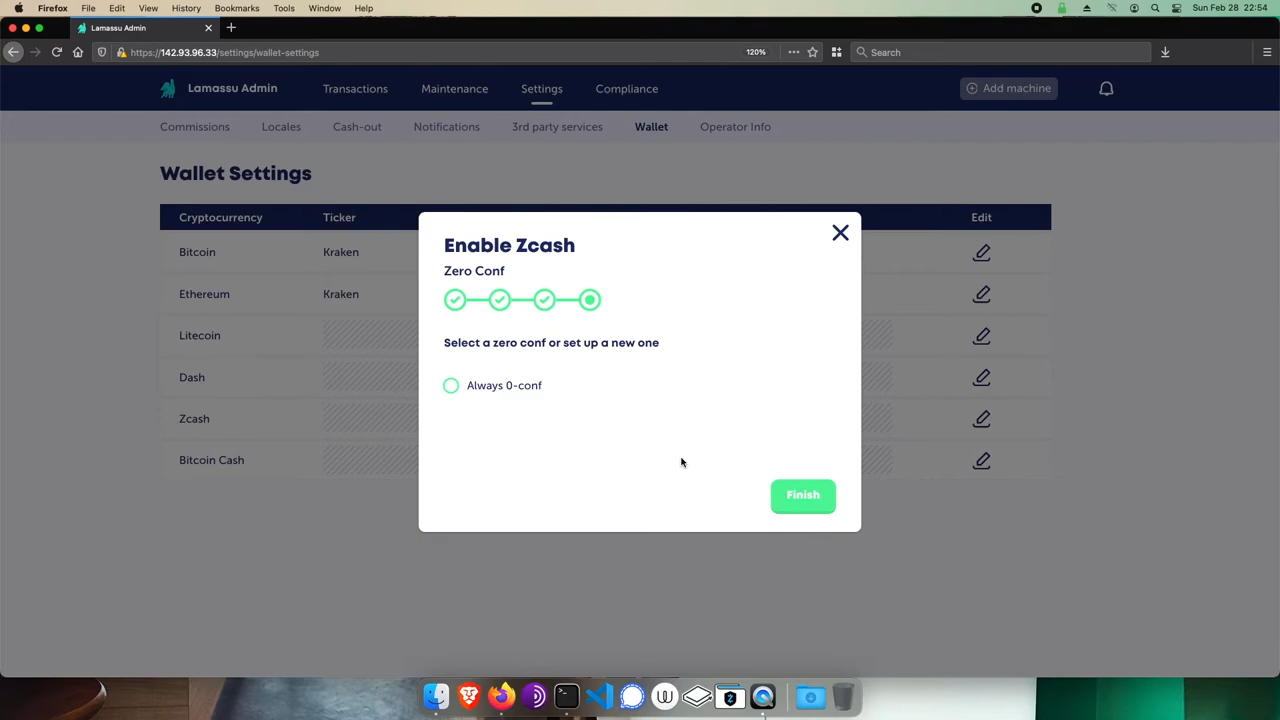 Firefox File Edit View History Bookmarks Tools Window Help Sun Feb 28 22:54
Lamassu Admin
https://142.93.96.33/settings/wallet-settings 120% Search
Lamassu Admin Transactions Maintenance Settings Compliance Add machine
Commissions Locales Cash-out Notifications 3rd party services Wallet Operator Info
Wallet Settings
Cryptocurrency Ticker Edit
Bitcoin Kraken
Ethereum Kraken
Litecoin
Dash
Zcash
Bitcoin Cash
Enable Zcash
Zero Conf
Select a zero conf or set up a new one
Always 0-conf
Finish